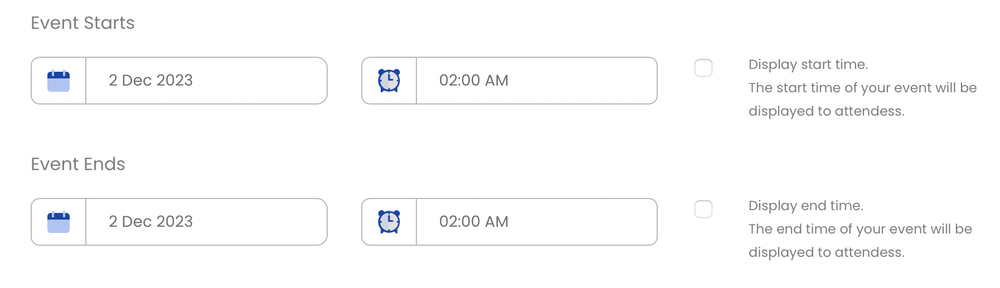 Event Starts
2 Dec 2023
02:00 AM
Display start time.
The start time of your event will be
displayed to attendess.
Event Ends
2 Dec 2023
02:00 AM
Display end time.
The end time of your event will be
displayed to attendess.